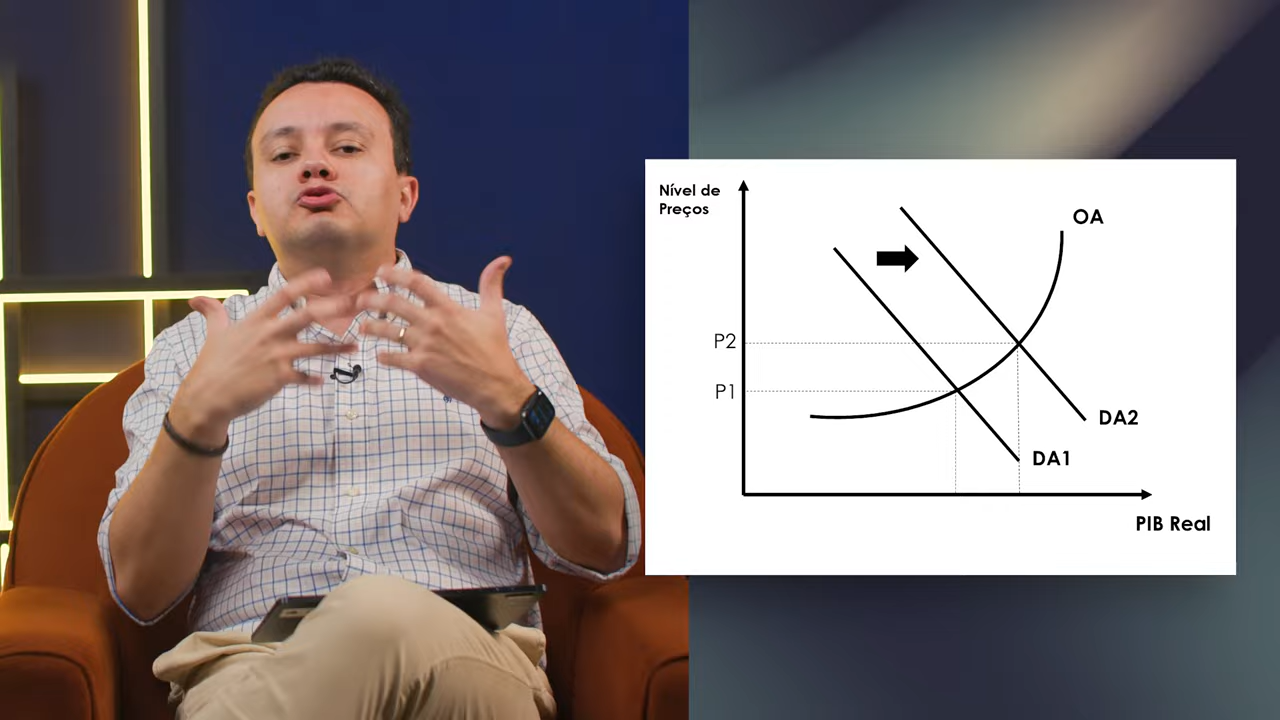 Nível de
Preços
OA
P2
P1
DA2
DA1
PIB Real